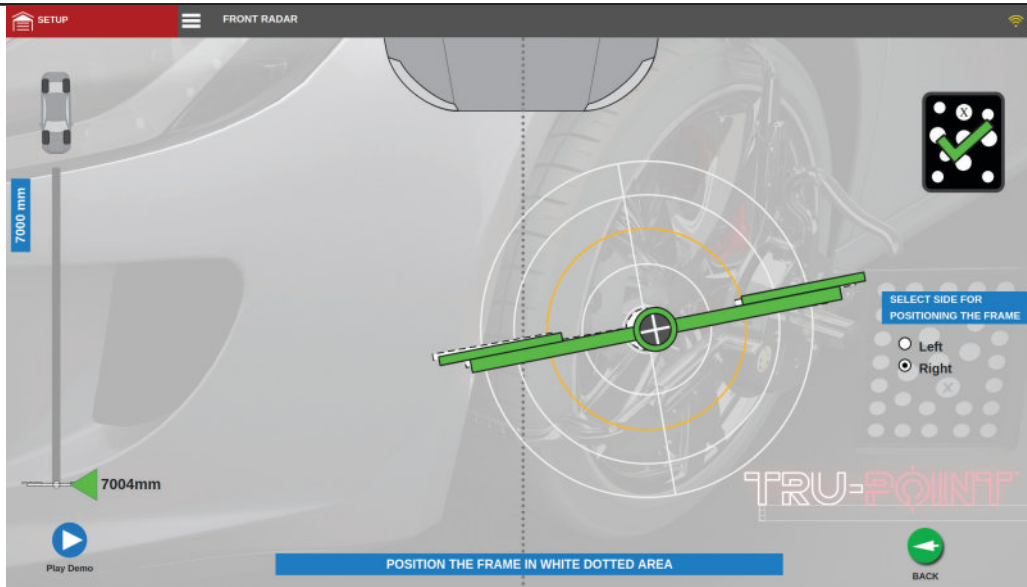 SETUP
FRONT RADAR
X
7000 mm
SELECT SIDE FOR
POSITIONING THE FRAME
Left
Right
X
7004mm
TRU-POINT
Play Demo
POSITION THE FRAME IN WHITE DOTTED AREA
BACK